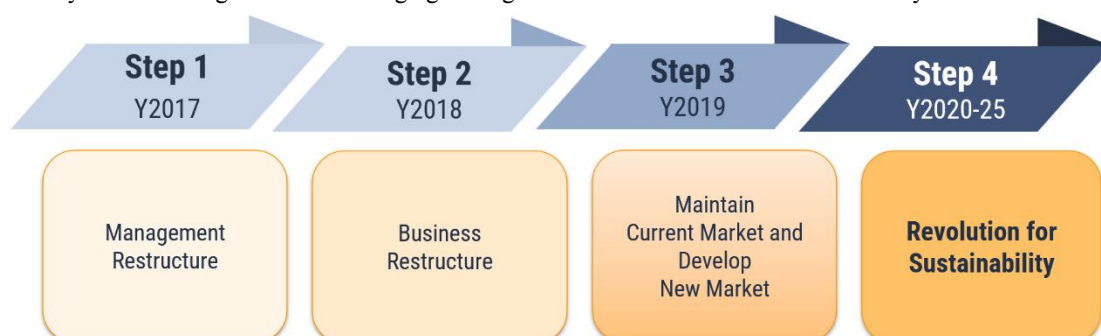 Step 1
Y2017
Step 2
Y2018
Step 3
Y2019
Step 4
Y2020-25
Management
Restructure
Business
Restructure
Maintain
Current Market and
Develop
New Market
Revolution for
Sustainability